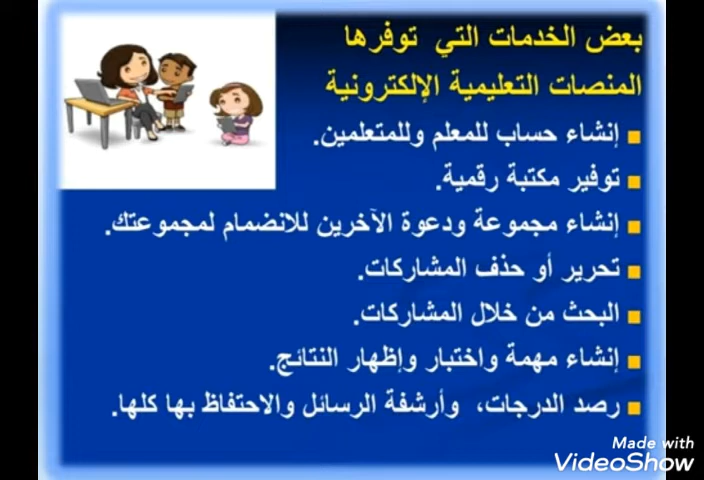 بعض الخدمات التي توفرها
المنصات التعليمية الإلكترونية
إنشاء حساب للمعلم وللمتعلمين.
توفير مكتبة رقمية.
إنشاء مجموعة ودعوة الآخرين للانضمام لمجموعتك.
تحرير أو حذف المشاركات.
البحث من خلال المشاركات.
إنشاء مهمة واختبار وإظهار النتائج.
رصد الدرجات، وأرشفة الرسائل والاحتفاظ بها كلها.
Made with
VideoShow